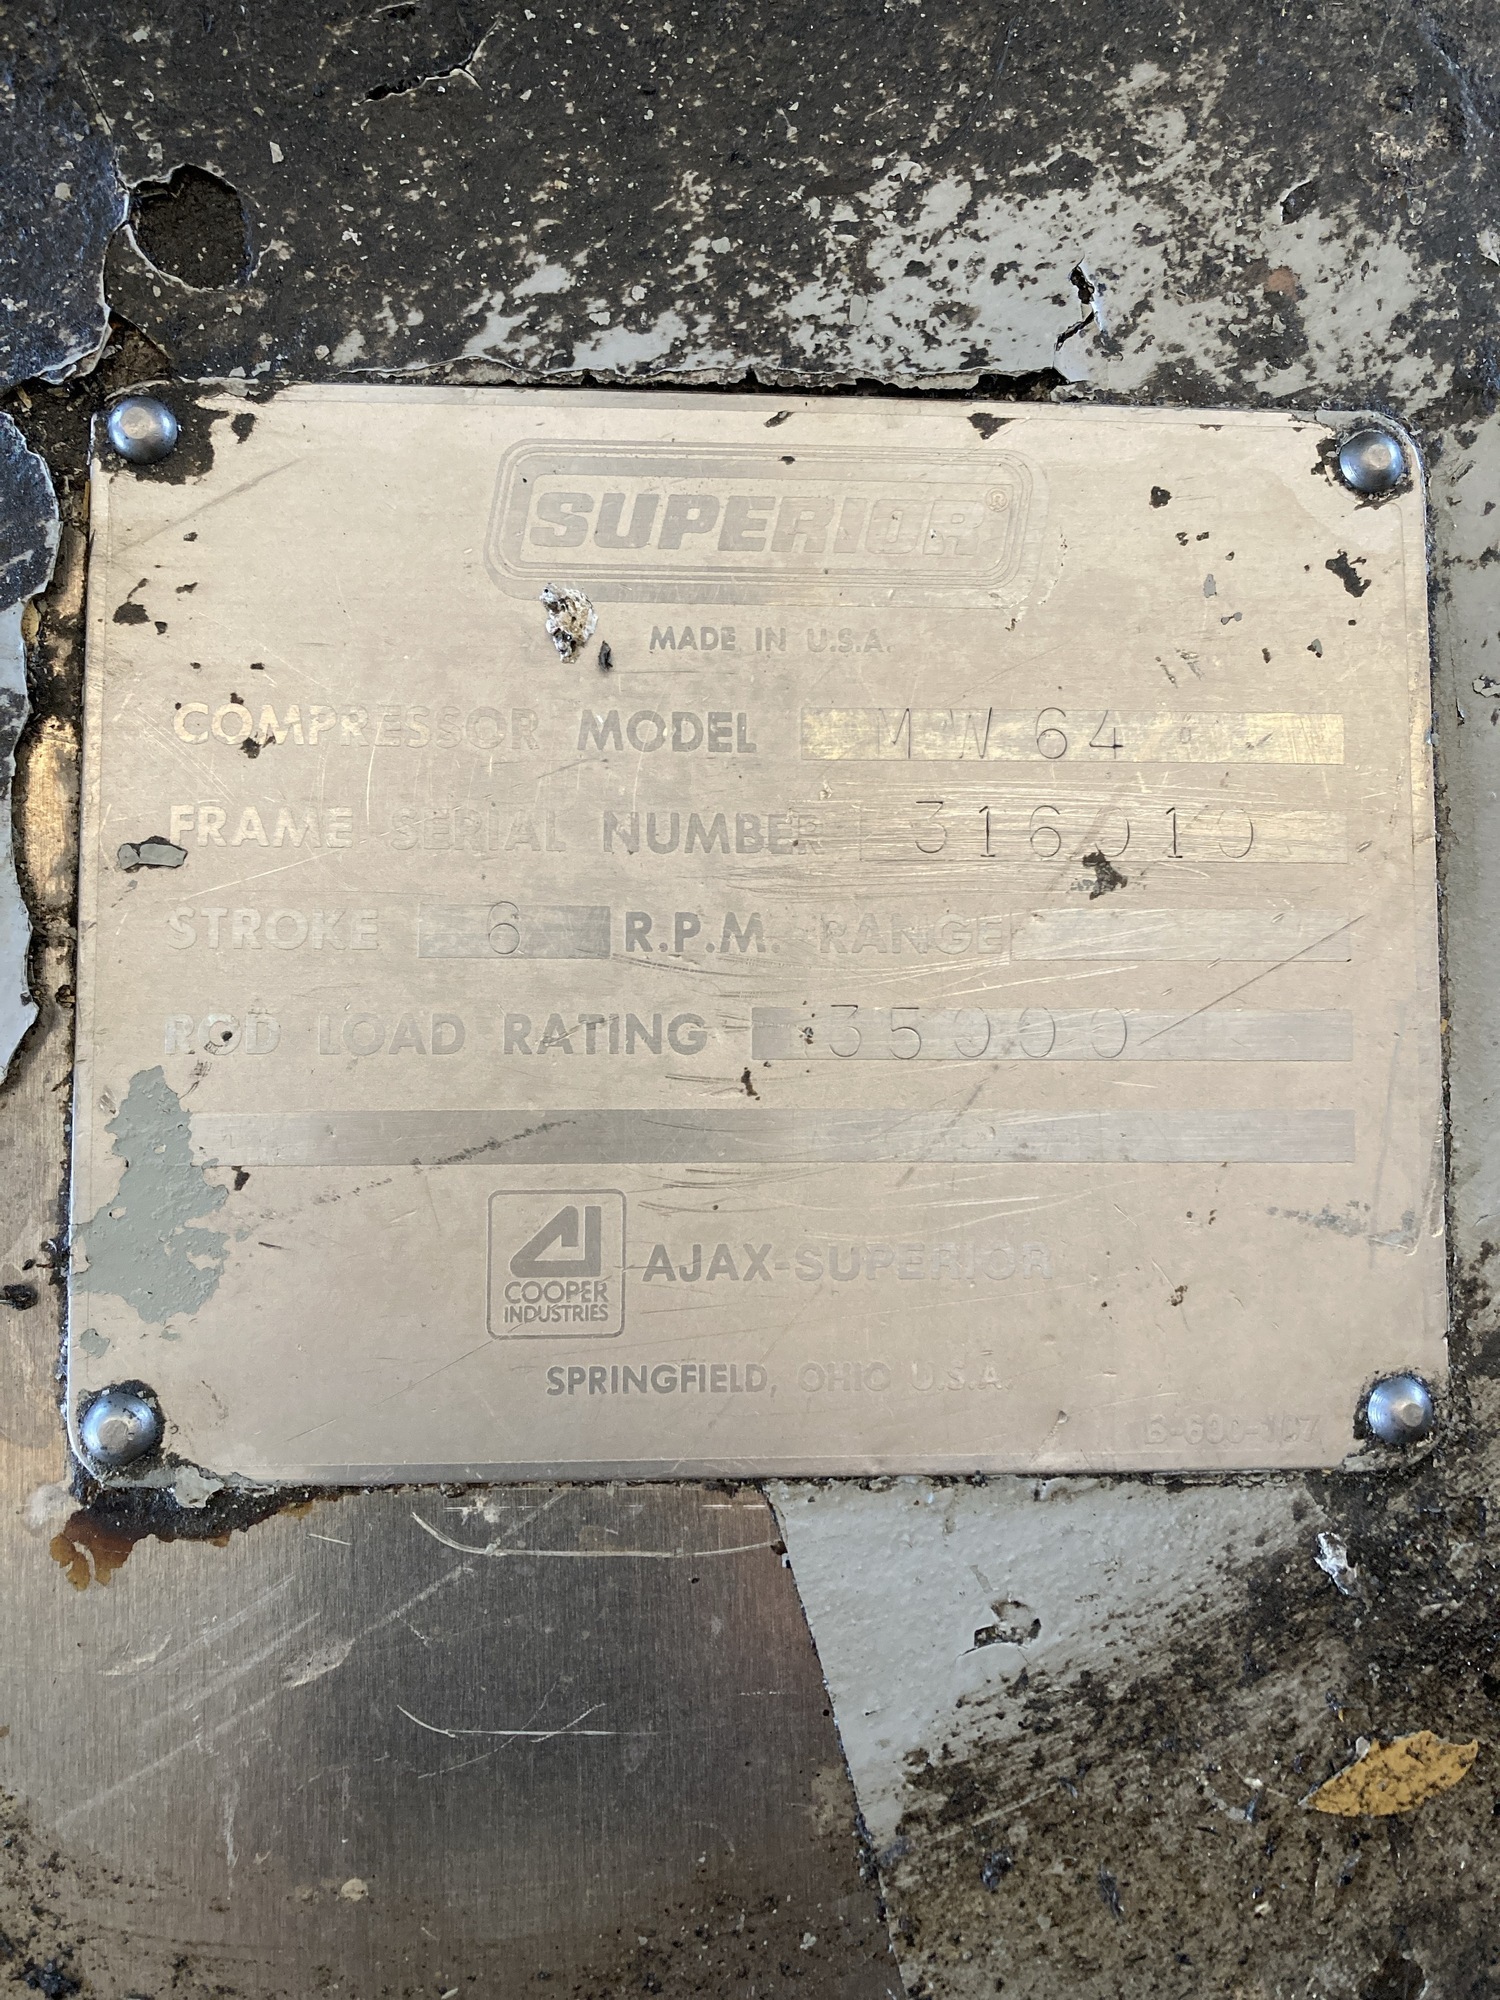 SUPERIOR®
MADE IN U.S.A.
COMPRESSOR MODEL MW64
FRAME SERIAL NUMBER 316010
STROKE 6 R.P.M. RANGE
ROD LOAD RATING 35000
COOPER
INDUSTRIES
AJAX-SUPERIOR
SPRINGFIELD, OHIO U.S.A.